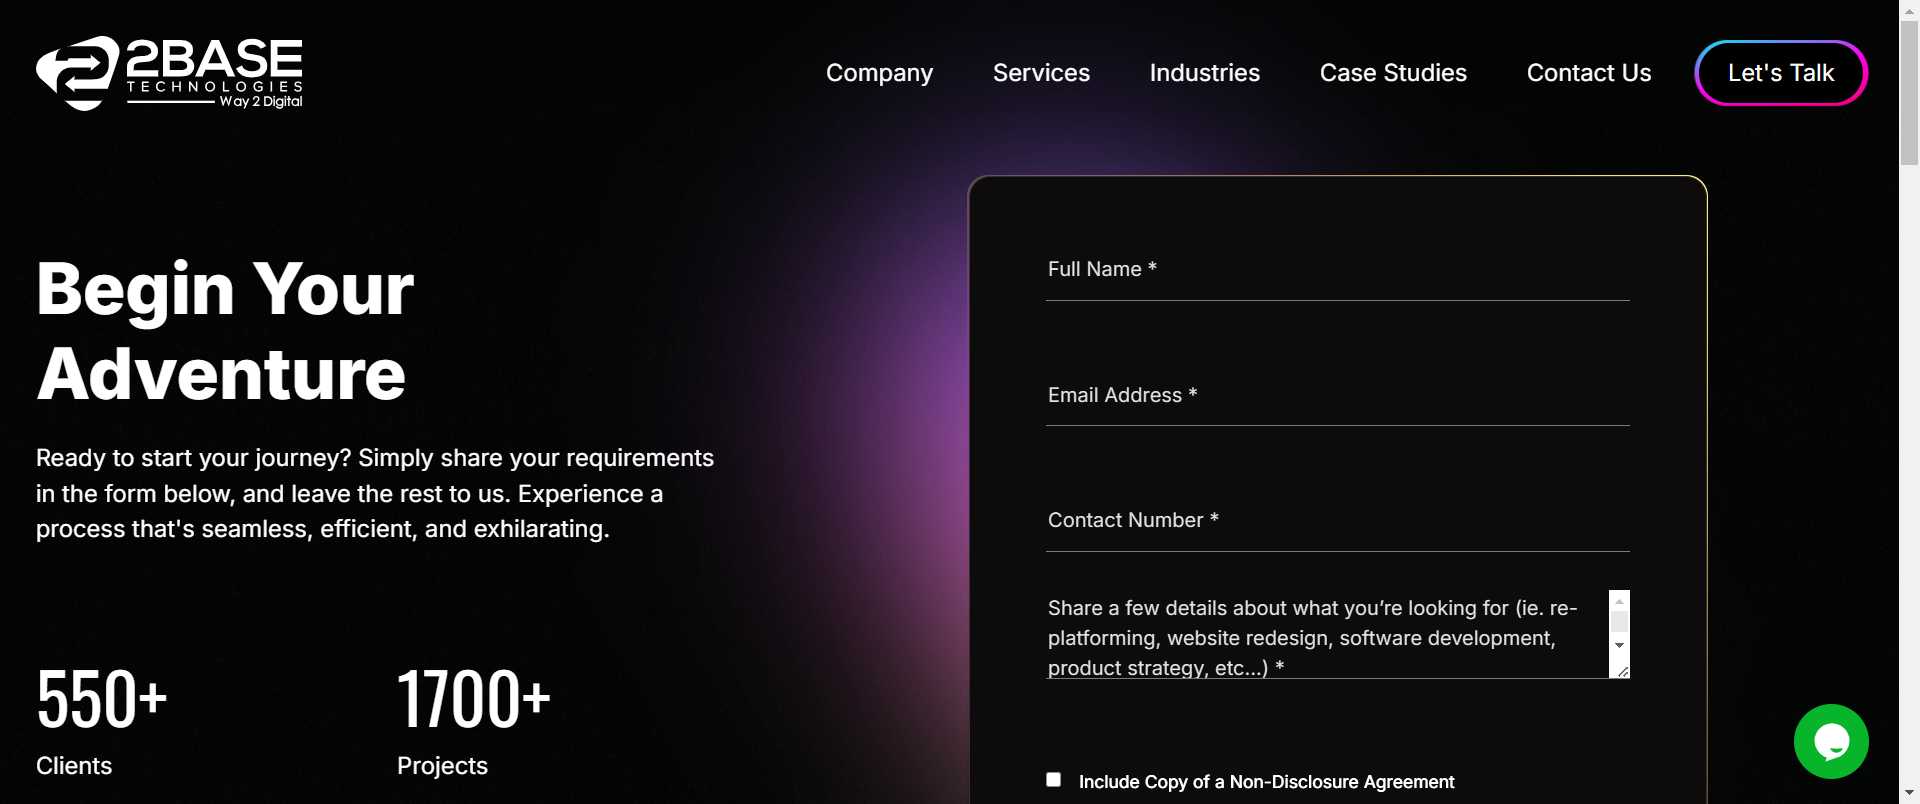 2BASE
TECHNOLOGIES
Way 2 Digital
Company
Services
Industries
Case Studies
Contact Us
Let's Talk
Begin Your
Adventure
Ready to start your journey? Simply share your requirements
in the form below, and leave the rest to us. Experience a
process that's seamless, efficient, and exhilarating.
550+
Clients
1700+
Projects
Full Name *
Email Address *
Contact Number *
Share a few details about what you’re looking for (ie. re-
platforming, website redesign, software development,
product strategy, etc...) *
Include Copy of a Non-Disclosure Agreement